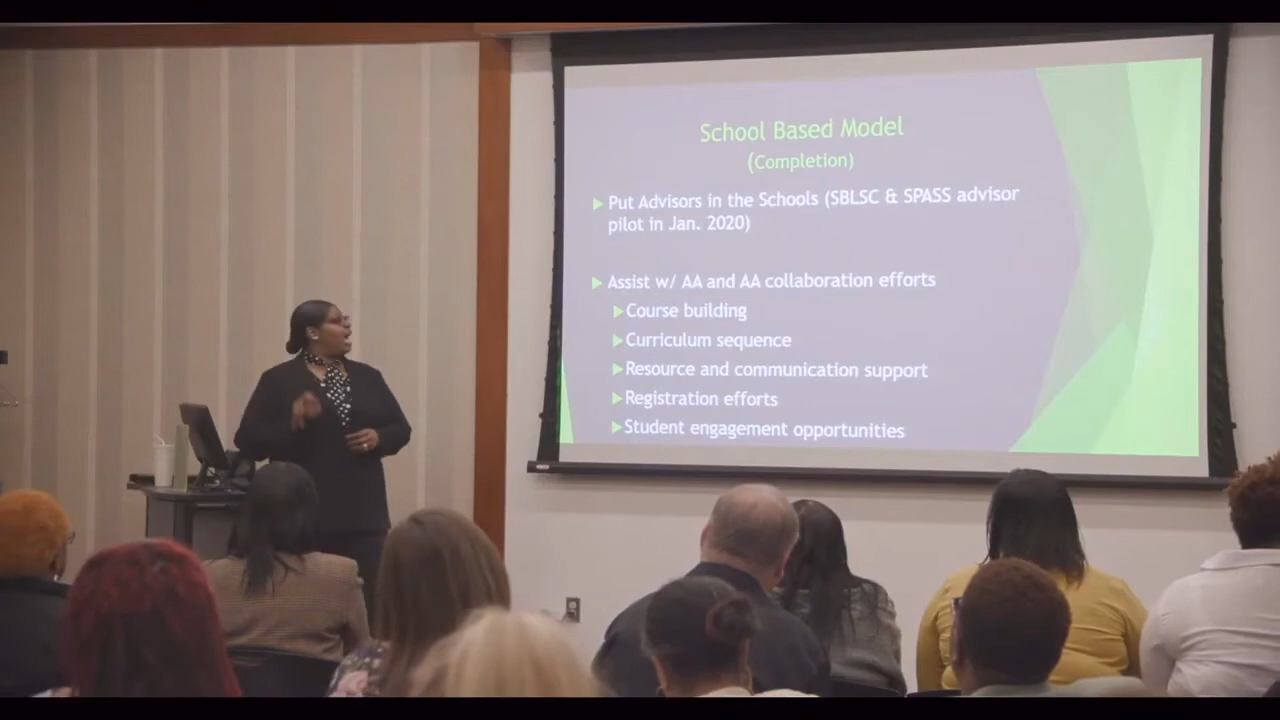 School Based Model
(Completion)
Put Advisors in the Schools (SBLSC & SPASS advisor
pilot in Jan. 2020)
Assist w/ AA and AA collaboration efforts
Course building
Curriculum sequence
Resource and communication support
Registration efforts
Student engagement opportunities